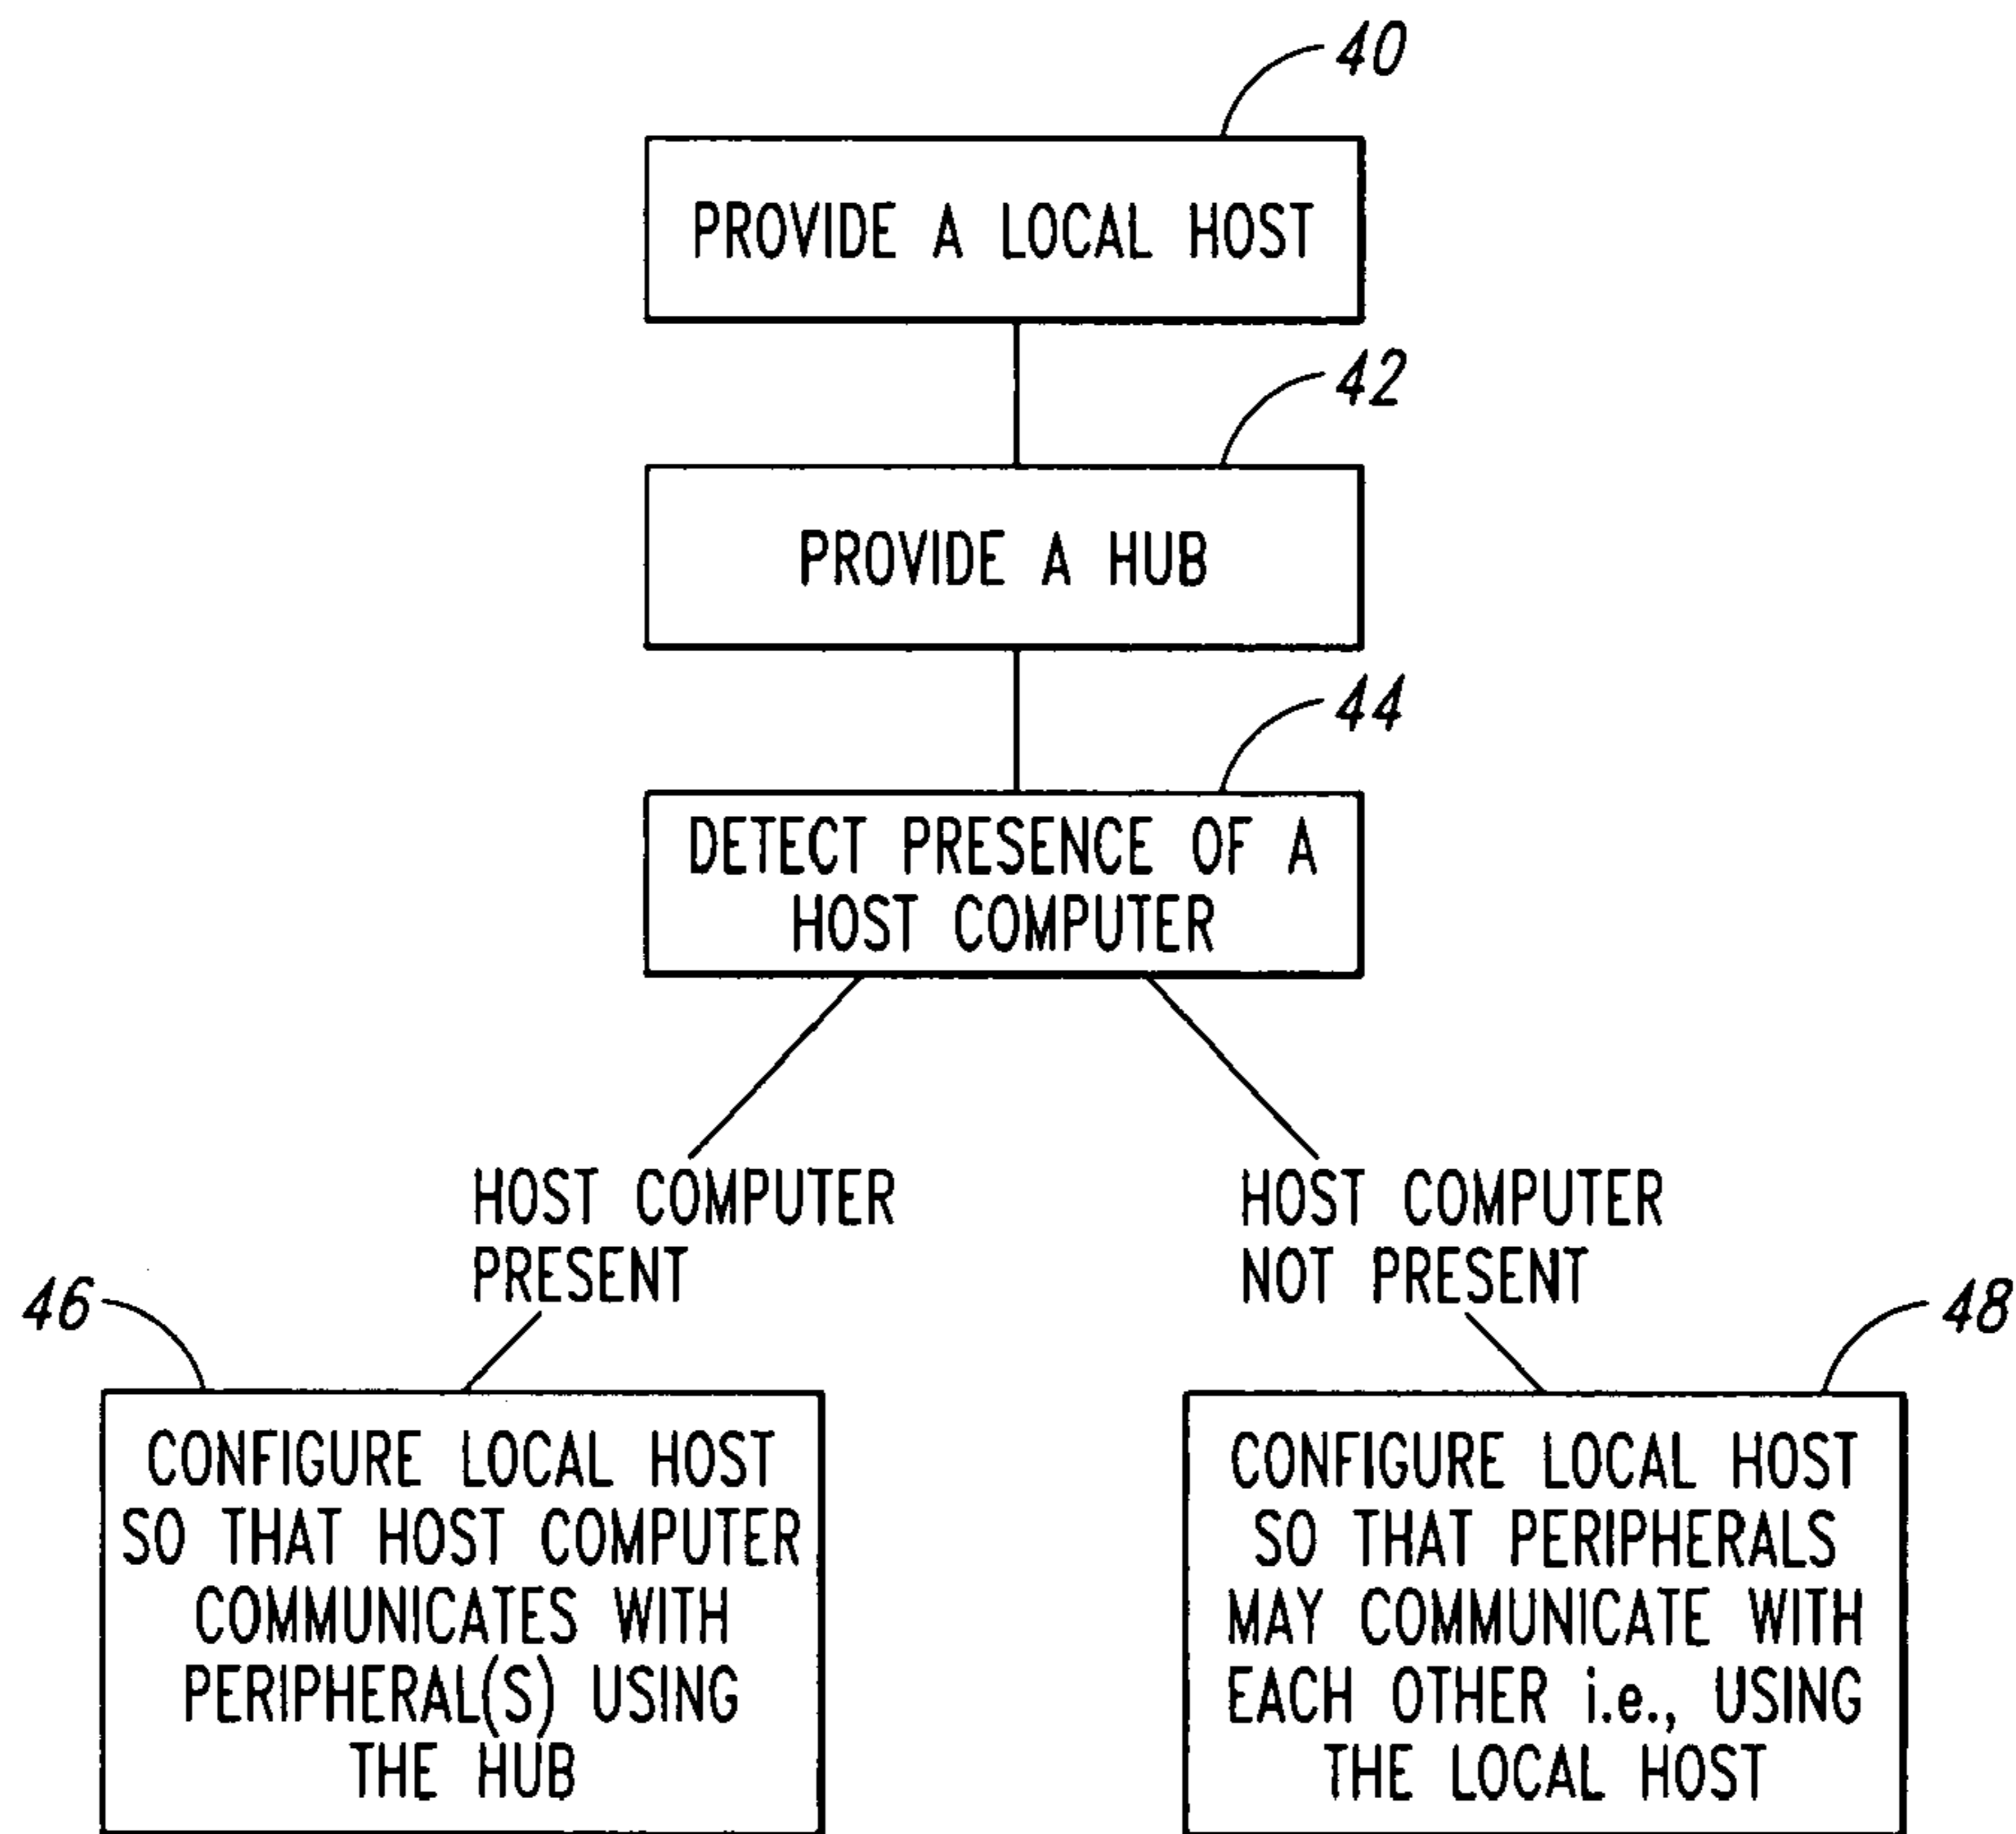 40
PROVIDE A LOCAL HOST
42
PROVIDE A HUB
44
DETECT PRESENCE OF A
HOST COMPUTER
HOST COMPUTER
PRESENT
HOST COMPUTER
NOT PRESENT
46
CONFIGURE LOCAL HOST
SO THAT HOST COMPUTER
COMMUNICATES WITH
PERIPHERAL(S) USING
THE HUB
48
CONFIGURE LOCAL HOST
SO THAT PERIPHERALS
MAY COMMUNICATE WITH
EACH OTHER i.e., USING
THE LOCAL HOST